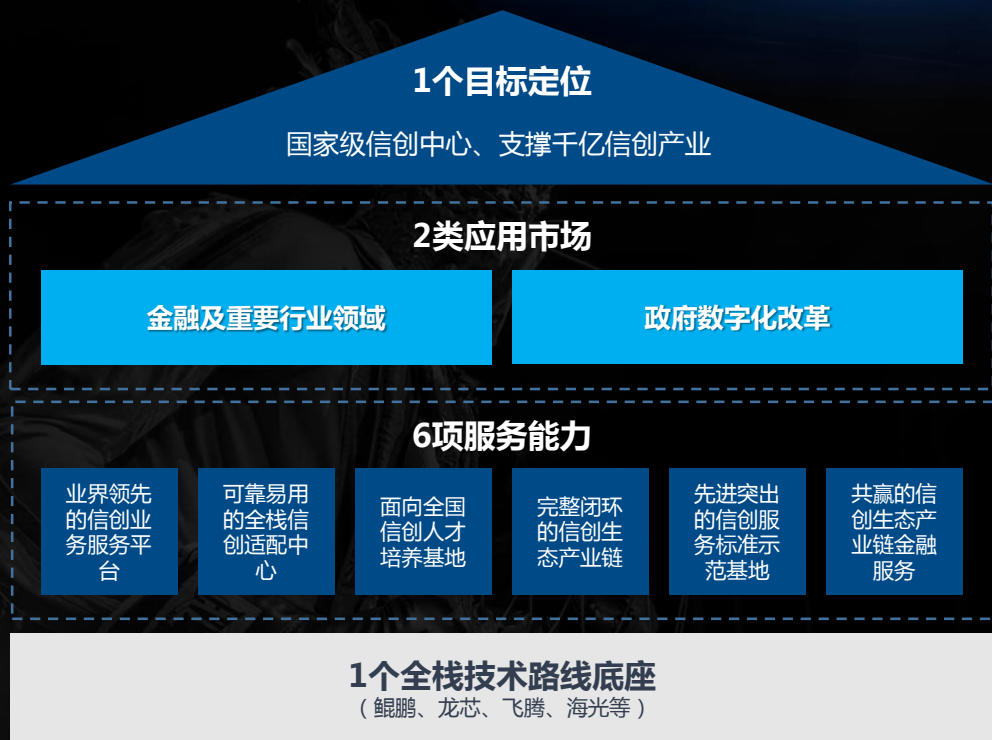 1个目标定位
国家级信创中心、支撑千亿信创产业
2类应用市场
金融及重要行业领域
政府数字化改革
6项服务能力
业界领先
的信创业
务服务平
台
可靠易用
的全栈信
创适配中
心
面向全国
信创人才
培养基地
完整闭环
的信创生
态产业链
先进突出
的信创服
务标准示
范基地
共赢的信
创生态产
业链金融
服务
1个全栈技术路线底座
（鲲鹏、龙芯、飞腾、海光等）